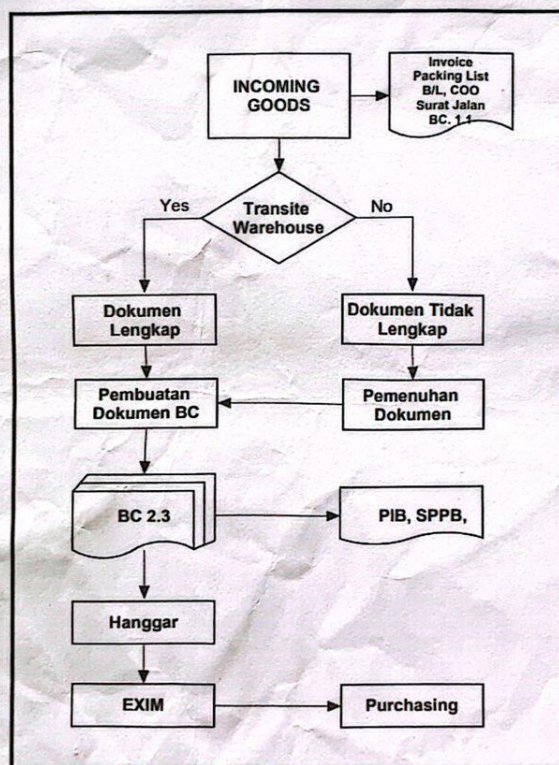 INCOMING
GOODS
Invoice
Packing List
B/L, COO
Surat Jalan
BC. 1.1
Yes
Transite
Warehouse
No
Dokumen
Lengkap
Dokumen Tidak
Lengkap
Pembuatan
Dokumen BC
Pemenuhan
Dokumen
BC 2.3
PIB, SPPB,
Hanggar
EXIM
Purchasing